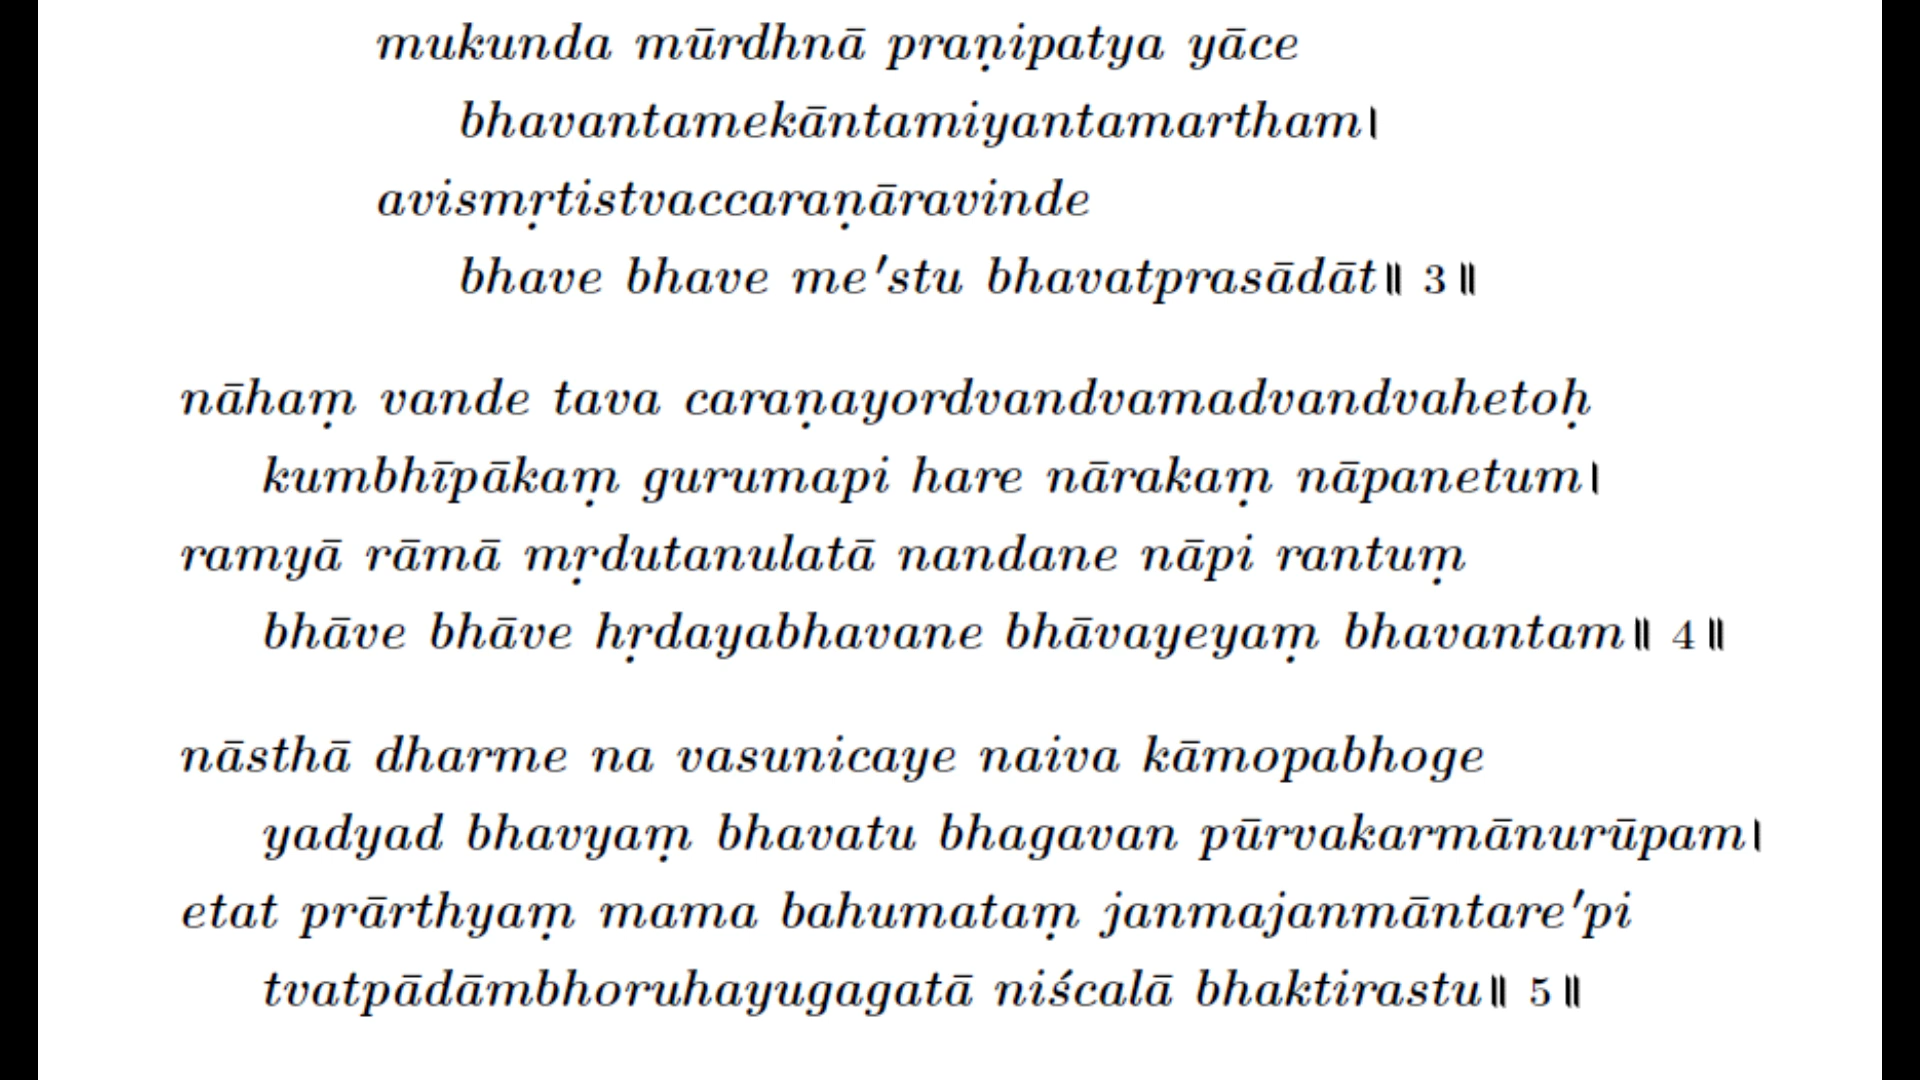 mukunda mūrdhnā praṇipatya yāce
bhavantamekāntamiyantamartham।
avismṛtistvaccaraṇāravinde
bhave bhave me'stu bhavatprasādāt॥ 3॥
nāhaṃ vande tava caraṇayordvandvamadvandvahetoḥ
kumbhīpākaṃ gurumapi hare nārakaṃ nāpanetum।
ramyā rāmā mṛdutanulatā nandane nāpi rantuṃ
bhāve bhāve hṛdayabhavane bhāvayeyaṃ bhavantam॥ 4॥
nāsthā dharme na vasunicaye naiva kāmopabhoge
yadyad bhavyaṃ bhavatu bhagavan pūrvakarmānurūpam।
etat prārthyaṃ mama bahumataṃ janmajanmāntare'pi
tvatpādāmbhoruhayugagatā niścalā bhaktirastu॥ 5॥